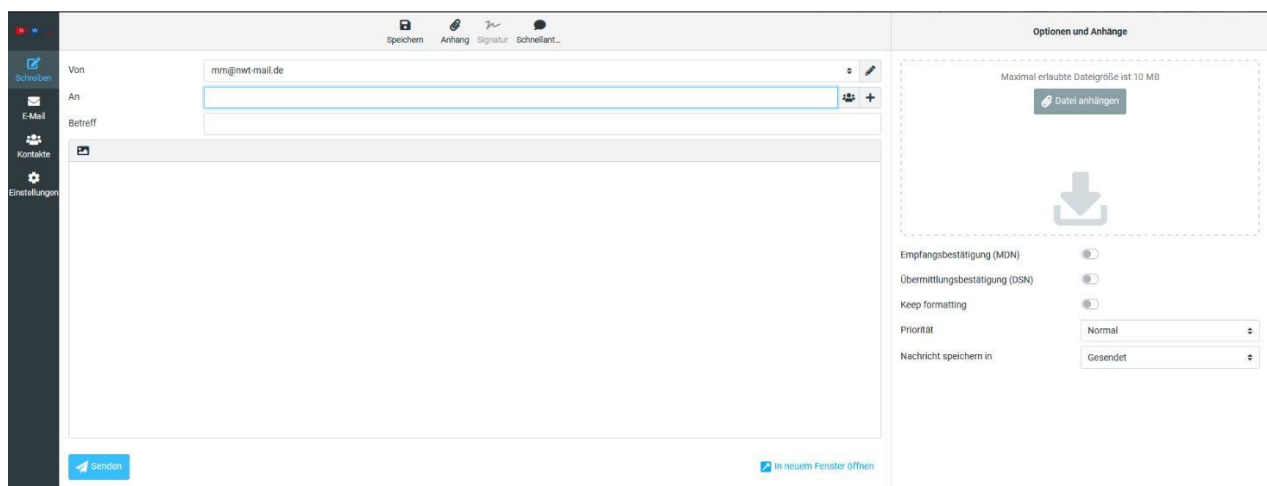 N W
Schreiben
E-Mail
Kontakte
Einstellungen
Speichern Anhang Signatur Schnellant...
Von mm@nwt-mail.de
An
Betreff
Senden
In neuem Fenster öffnen
Optionen und Anhänge
Maximal erlaubte Dateigröße ist 10 MB
Datei anhängen
Empfangsbestätigung (MDN)
Übermittlungsbestätigung (DSN)
Keep formatting
Priorität Normal
Nachricht speichern in Gesendet